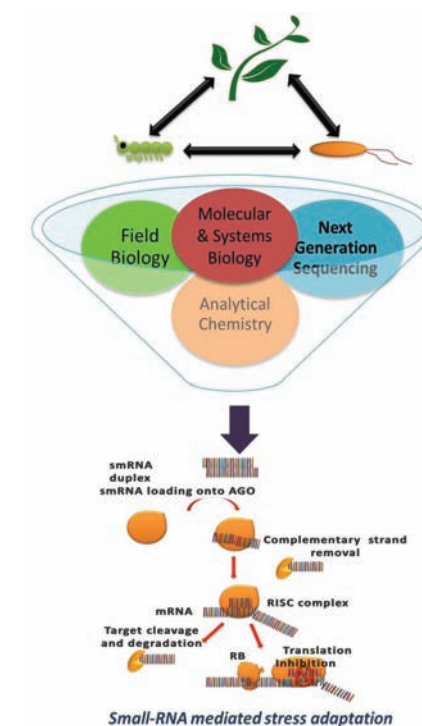 Field
Biology
Molecular
& Systems
Biology
Next
Generation
Sequencing
Analytical
Chemistry
smRNA
duplex
smRNA loading onto AGO
Complementary strand
removal
RISC complex
mRNA
Target cleavage
and degradation
RB
Translation
Inhibition
Small-RNA mediated stress adaptation